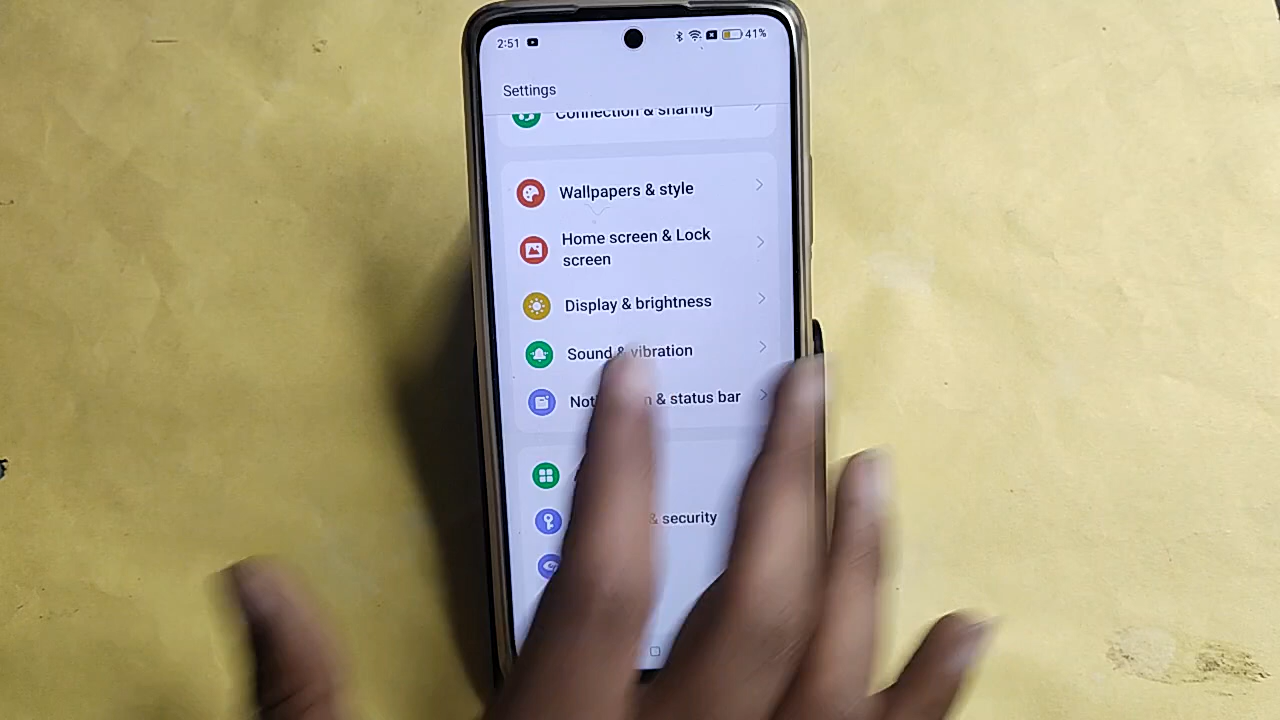 2:51 41%
Settings
Connection & sharing
Wallpapers & style
Home screen & Lock
screen
Display & brightness
Sound & vibration
& status bar
& security